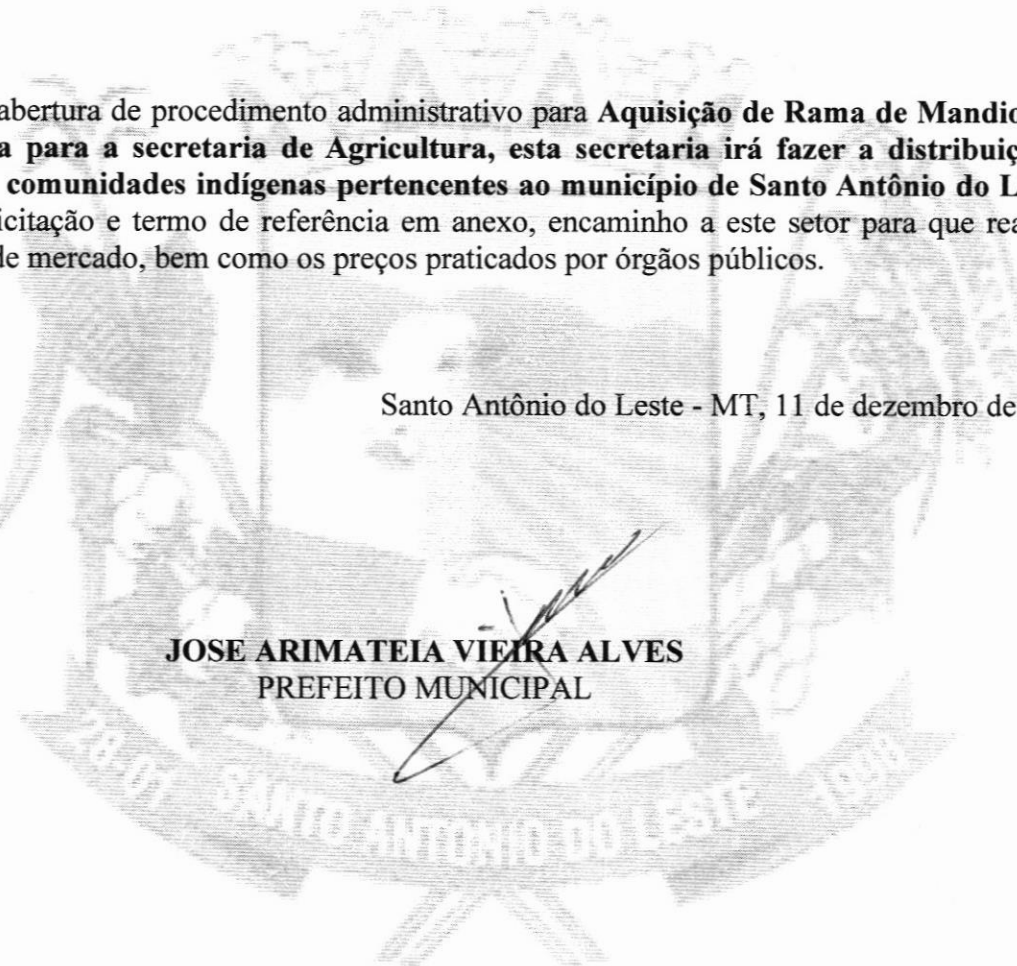 abertura de procedimento administrativo para Aquisição de Rama de Mandio
a para a secretaria de Agricultura, esta secretaria irá fazer a distribuiç
comunidades indígenas pertencentes ao município de Santo Antônio do L
icitação e termo de referência em anexo, encaminho a este setor para que rea
de mercado, bem como os preços praticados por órgãos públicos.
Santo Antônio do Leste - MT, 11 de dezembro de
JOSE ARIMATEIA VIEIRA ALVES
PREFEITO MUNICIPAL
28-01 SANTO ANTONIO DO LESTE 1998